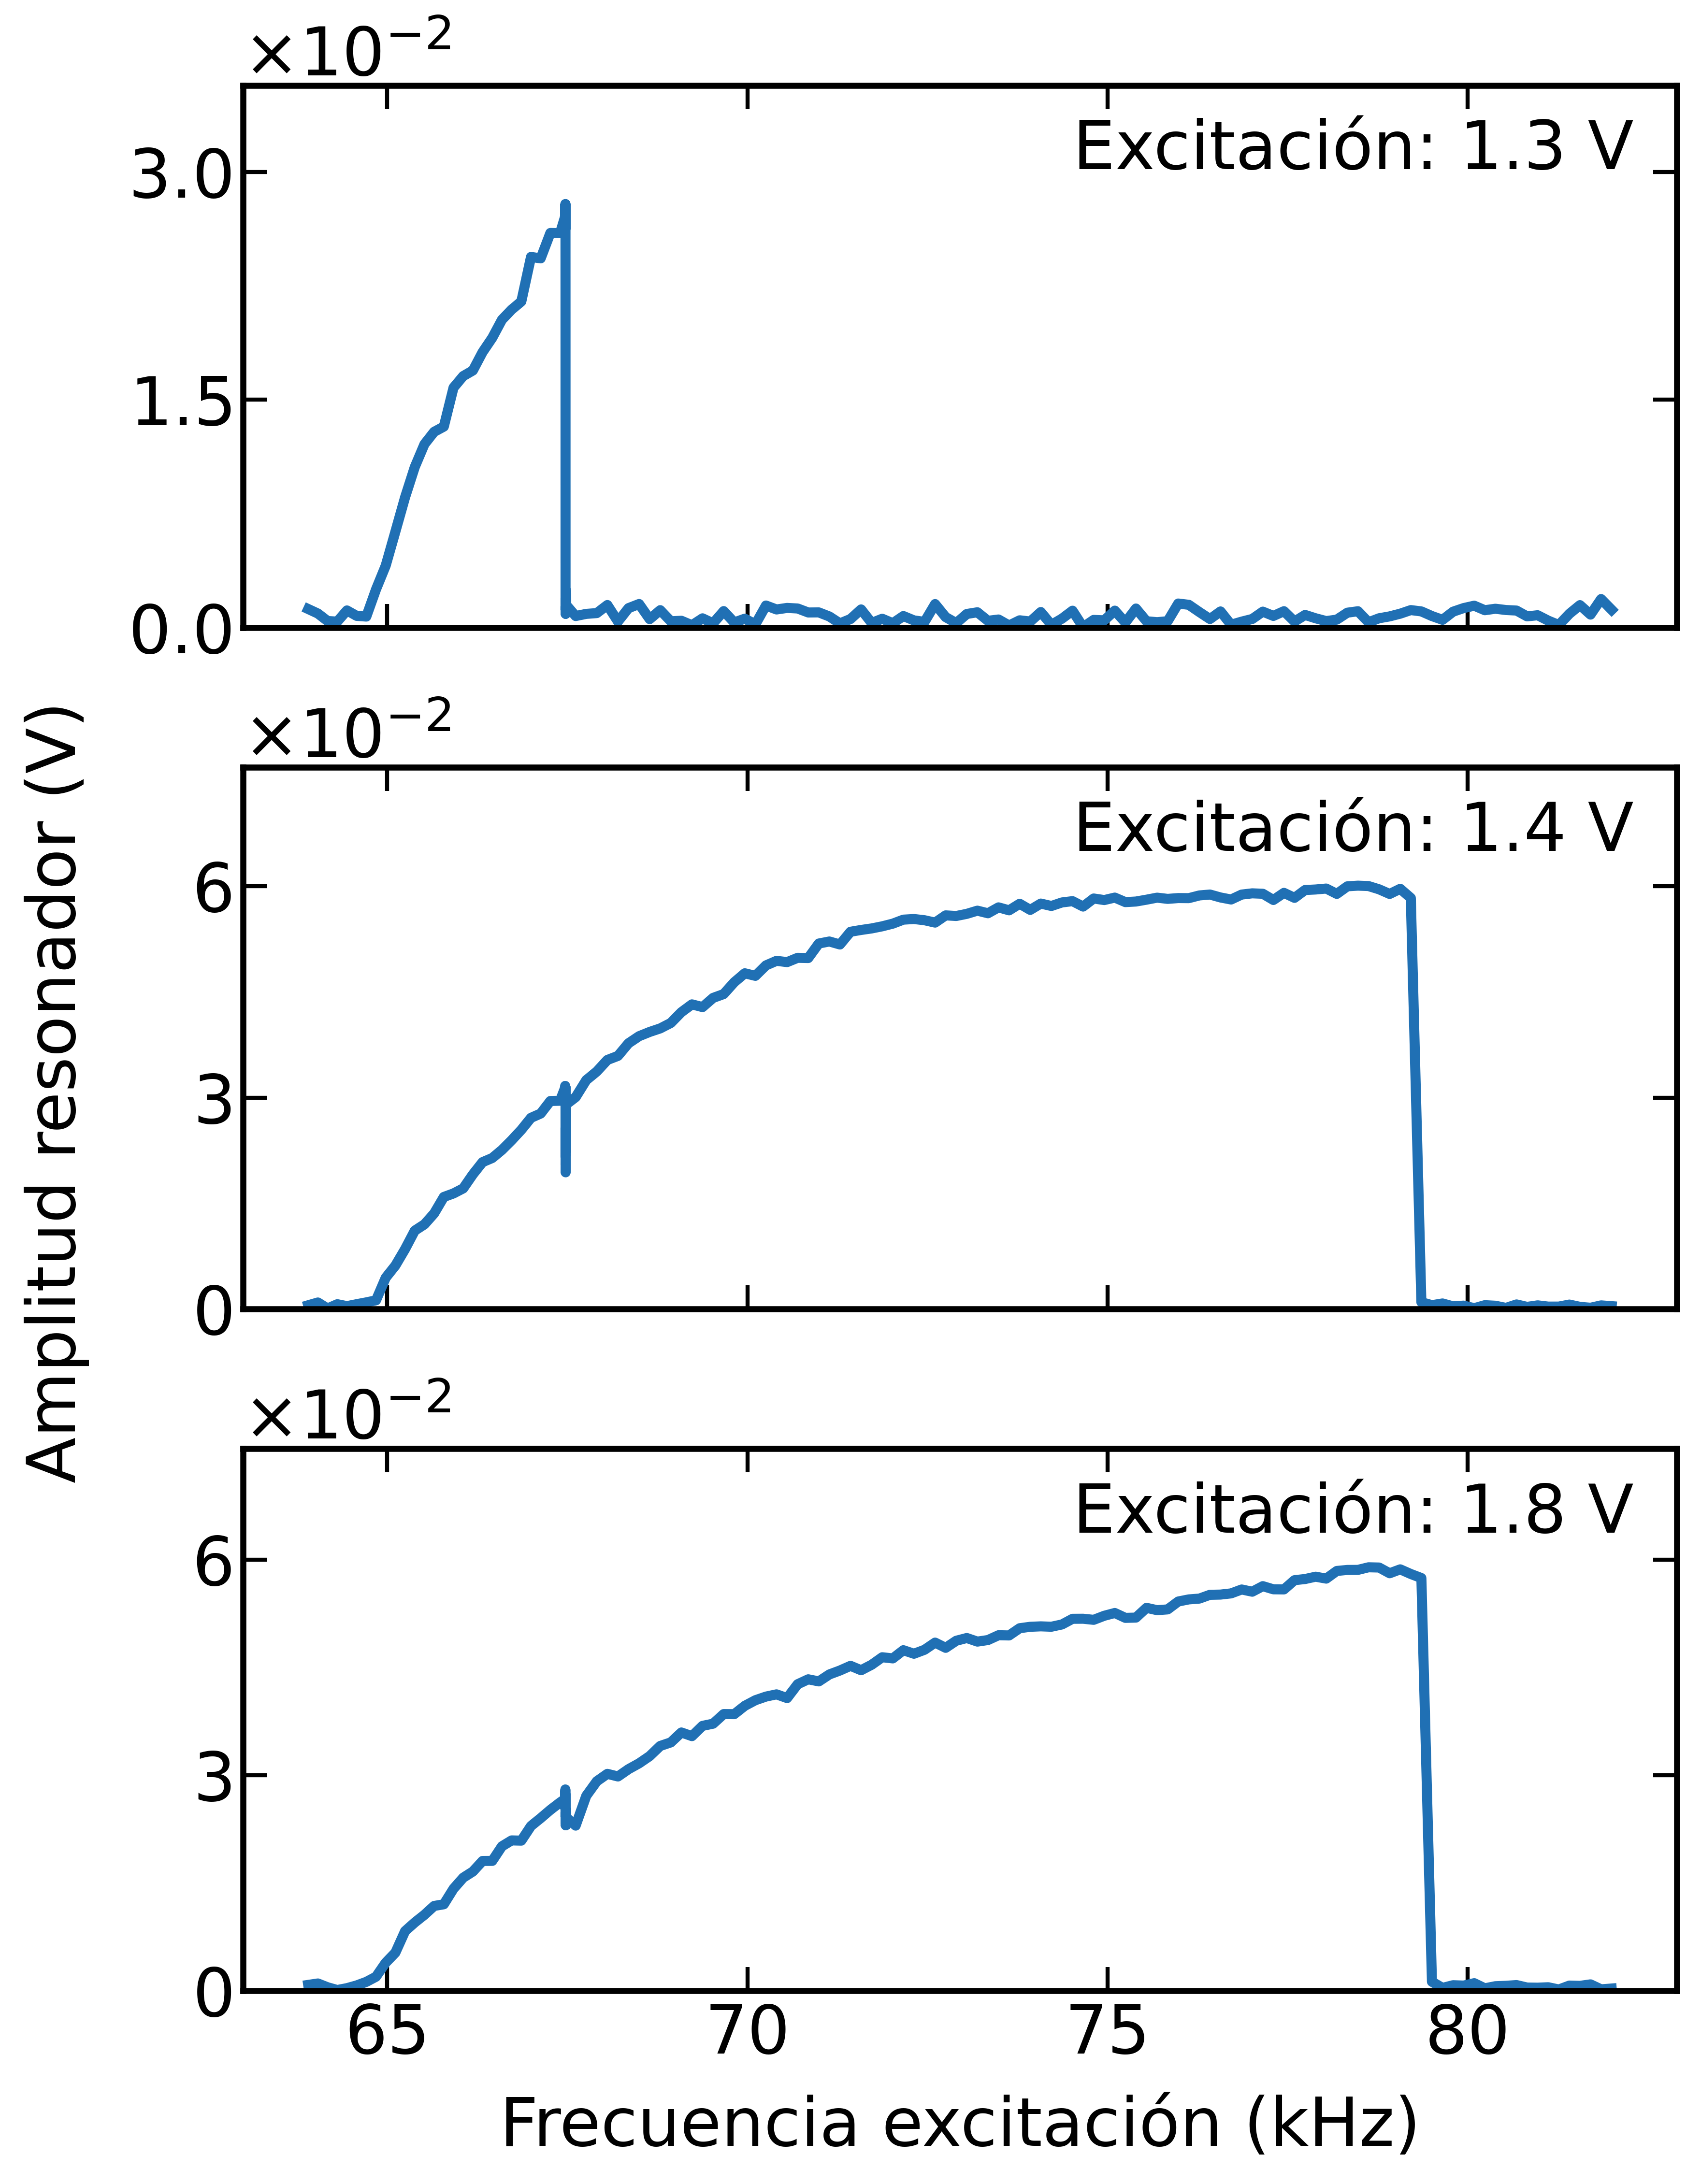 ×10⁻²
Excitación: 1.3 V
3.0
1.5
0.0
Amplitud resonador (V)
×10⁻²
Excitación: 1.4 V
6
3
0
×10⁻²
Excitación: 1.8 V
6
3
0
65 70 75 80
Frecuencia excitación (kHz)